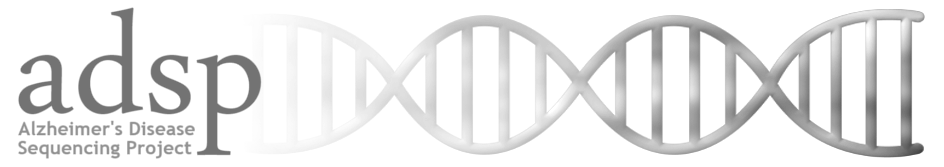 adsp
Alzheimer's Disease
Sequencing Project